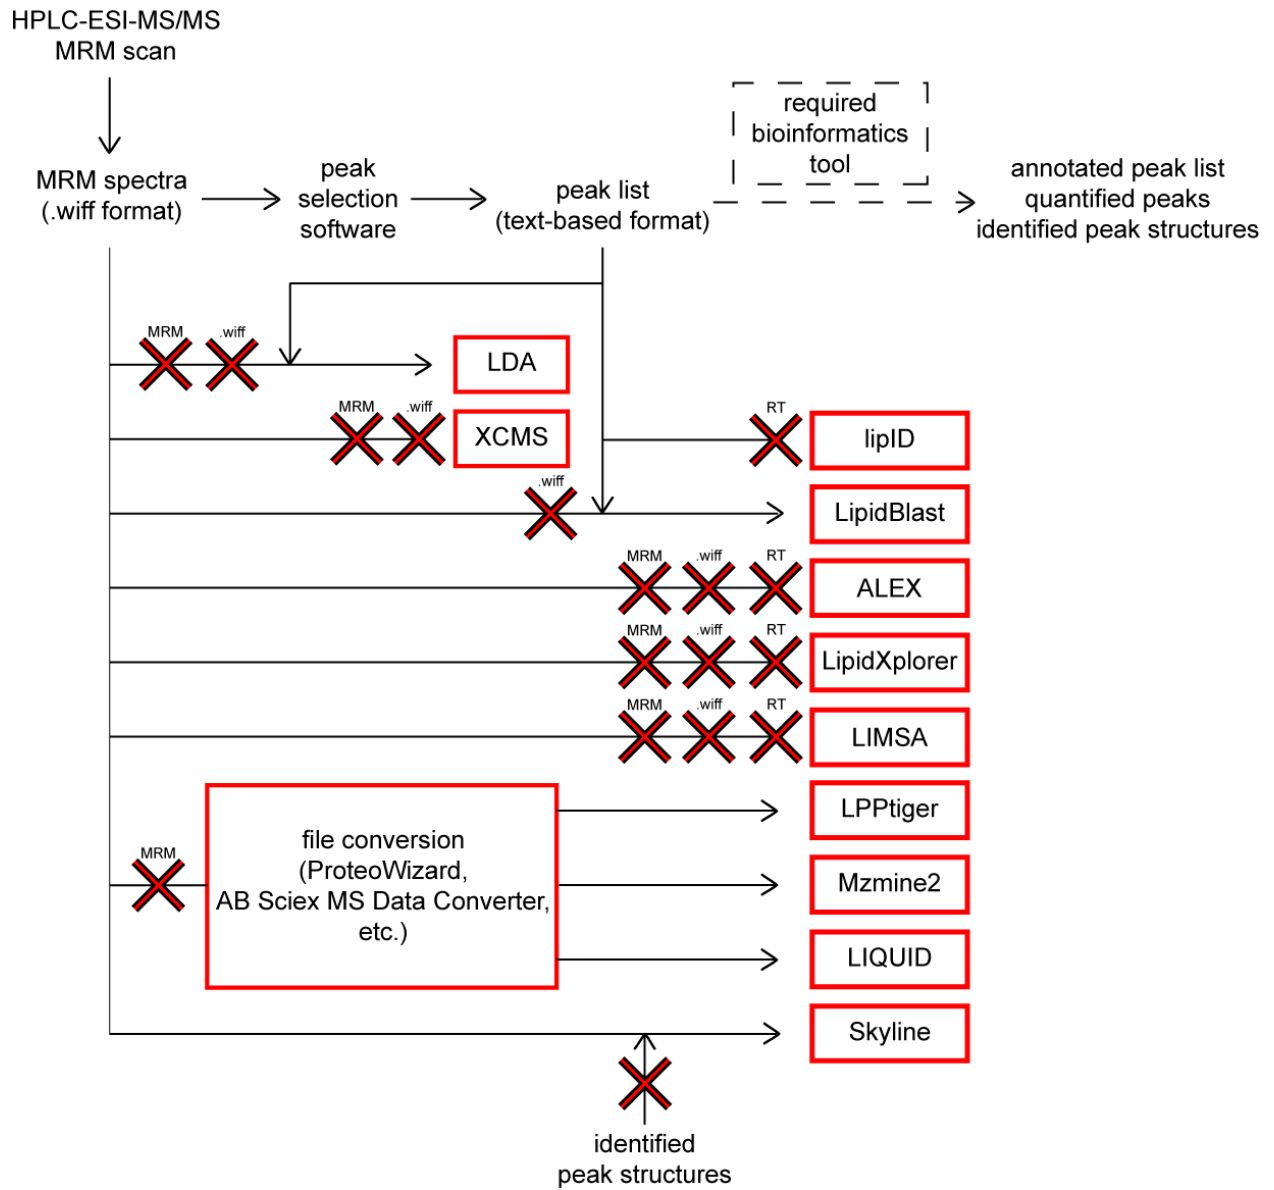 HPLC-ESI-MS/MS
MRM scan
required
bioinformatics
tool
MRM spectra
(.wiff format)
peak
selection
software
peak list
(text-based format)
annotated peak list
quantified peaks
identified peak structures
MRM .wiff
LDA
MRM .wiff
XCMS
RT
lipID
.wiff
LipidBlast
MRM .wiff RT
ALEX
MRM .wiff RT
LipidXplorer
MRM .wiff RT
LIMSA
MRM
file conversion
(ProteoWizard,
AB Sciex MS Data Converter,
etc.)
LPPtiger
Mzmine2
LIQUID
Skyline
identified
peak structures